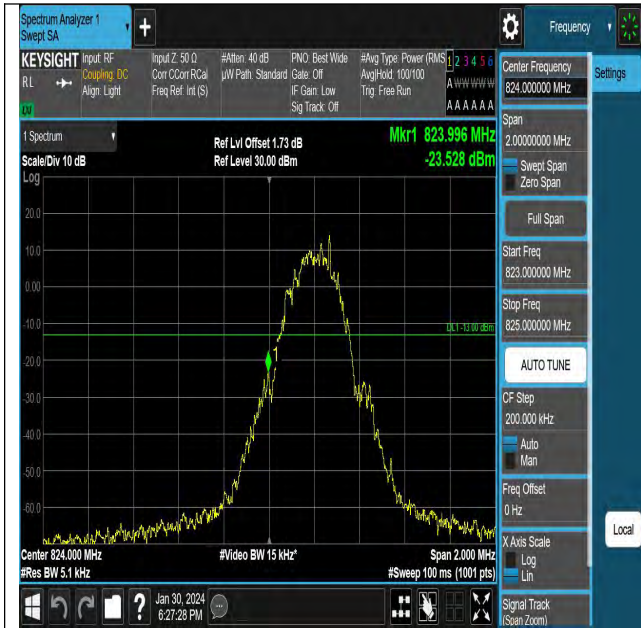 Spectrum Analyzer 1
Swept SA
Frequency
KEYSIGHT
R L
Input: RF
Coupling: DC
Align: Light
Input Z: 50 Ω
Corr CCorr RCal
Freq Ref: Int (S)
#Atten: 40 dB
µW Path: Standard
PNO: Best Wide
Gate: Off
IF Gain: Low
Sig Track: Off
#Avg Type: Power (RMS
Avg|Hold: 100/100
Trig: Free Run
1 2 3 4 5 6
A W W W W W
A A A A A A
1 Spectrum
Scale/Div 10 dB
Ref Lvl Offset 1.73 dB
Ref Level 30.00 dBm
Mkr1 823.996 MHz
-23.528 dBm
Log
20.0
10.0
0.00
-10.0
-20.0
-30.0
-40.0
-50.0
-60.0
DL1 -13.00 dBm
1
Center 824.000 MHz
#Res BW 5.1 kHz
#Video BW 15 kHz*
Span 2.000 MHz
#Sweep 100 ms (1001 pts)
Jan 30, 2024
6:27:28 PM
Center Frequency
824.000000 MHz
Settings
Span
2.00000000 MHz
Swept Span
Zero Span
Full Span
Start Freq
823.000000 MHz
Stop Freq
825.000000 MHz
AUTO TUNE
CF Step
200.000 kHz
Auto
Man
Freq Offset
0 Hz
X Axis Scale
Log
Lin
Local
Signal Track
(Span Zoom)